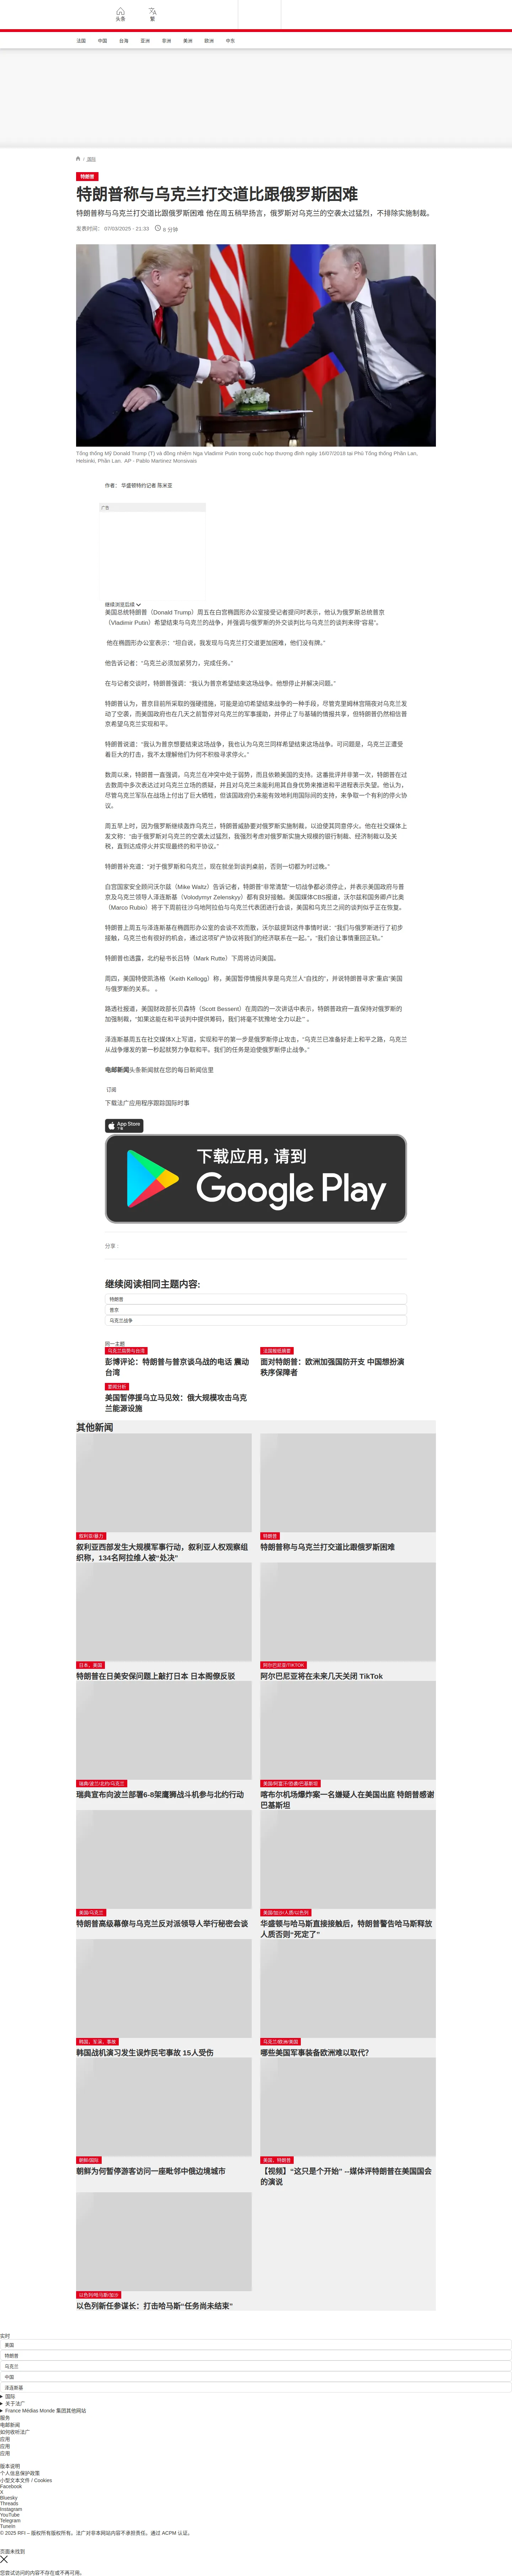 头条
繁
法国 中国 台海 亚洲 非洲 美洲 欧洲 中东
/ 国际
特朗普
特朗普称与乌克兰打交道比跟俄罗斯困难
特朗普称与乌克兰打交道比跟俄罗斯困难 他在周五稍早扬言，俄罗斯对乌克兰的空袭太过猛烈，不排除实施制裁。
发表时间： 07/03/2025 - 21:33 6 分钟
Tổng thống Mỹ Donald Trump (T) và đồng nhiệm Nga Vladimir Putin trong cuộc họp thượng đỉnh ngày 16/07/2018 tại Phủ Tổng thống Phần Lan,
Helsinki, Phần Lan. AP - Pablo Martinez Monsivais
作者： 华盛顿特约记者 陈米亚
广告
继续浏览后续
美国总统特朗普（Donald Trump）周五在白宫椭圆形办公室接受记者提问时表示，他认为俄罗斯总统普京
（Vladimir Putin）希望结束与乌克兰的战争，并强调与俄罗斯的外交谈判比与乌克兰的谈判来得“容易”。
他在椭圆形办公室表示：“坦白说，我发现与乌克兰打交道更加困难，他们没有牌。”
他告诉记者：“乌克兰必须加紧努力，完成任务。”
在与记者交谈时，特朗普强调：“我认为普京希望结束这场战争。他想停止并解决问题。”
特朗普认为，普京目前所采取的强硬措施，可能是迫切希望结束战争的一种手段，尽管克里姆林宫隔夜对乌克兰发
动了空袭，而美国政府也在几天之前暂停对乌克兰的军事援助，并停止了与基辅的情报共享，但特朗普仍然相信普
京希望乌克兰实现和平。
特朗普说道：“我认为普京想要结束这场战争，我也认为乌克兰同样希望结束这场战争，可问题是，乌克兰正遭受
着巨大的打击，我不太理解他们为何不积极寻求停火。”
数周以来，特朗普一直强调，乌克兰在冲突中处于弱势，而且依赖美国的支持。这番批评并非第一次，特朗普在过
去数周中多次表达过对乌克兰立场的质疑，并且对乌克兰未能利用其自身优势来推进和平进程表示失望。他认为，
尽管乌克兰军队在战场上付出了巨大牺牲，但该国政府仍未能有效地利用国际间的支持，来争取一个有利的停火协
议。
周五早上时，因为俄罗斯继续轰炸乌克兰，特朗普威胁要对俄罗斯实施制裁，以迫使其同意停火。他在社交媒体上
发文称：“由于俄罗斯对乌克兰的空袭太过猛烈，我强烈考虑对俄罗斯实施大规模的银行制裁、经济制裁以及关
税，直到达成停火并实现最终的和平协议。”
特朗普补充道：“对于俄罗斯和乌克兰，现在就坐到谈判桌前，否则一切都为时过晚。”
白宫国家安全顾问沃尔兹（Mike Waltz）告诉记者，特朗普“非常清楚”一切战争都必须停止，并表示美国政府与普
京及乌克兰领导人泽连斯基（Volodymyr Zelenskyy）都有良好接触。美国媒体CBS报道，沃尔兹和国务卿卢比奥
（Marco Rubio）将于下周前往沙乌地阿拉伯与乌克兰代表团进行会谈，美国和乌克兰之间的谈判似乎正在恢复。
特朗普上周五与泽连斯基在椭圆形办公室的会谈不欢而散，沃尔兹提到这件事情时说：“我们与俄罗斯进行了初步
接触，乌克兰也有很好的机会，通过这项矿产协议将我们的经济联系在一起。”，“我们会让事情重回正轨。”
特朗普也透露，北约秘书长吕特（Mark Rutte）下周将访问美国。
周四，美国特使凯洛格（Keith Kellogg）称，美国暂停情报共享是乌克兰人“自找的”，并说特朗普寻求“重启”美国
与俄罗斯的关系。 。
路透社报道，美国财政部长贝森特（Scott Bessent）在周四的一次讲话中表示，特朗普政府一直保持对俄罗斯的
加强制裁，“如果这能在和平谈判中提供筹码，我们将毫不犹豫地‘全力以赴’” 。
泽连斯基周五在社交媒体X上写道，实现和平的第一步是俄罗斯停止攻击，“乌克兰已准备好走上和平之路，乌克兰
从战争爆发的第一秒起就努力争取和平。我们的任务是迫使俄罗斯停止战争。”
电邮新闻头条新闻就在您的每日新闻信里
订阅
下载法广应用程序跟踪国际时事
App Store
下载
下载应用，请到
Google Play
分享 :
继续阅读相同主题内容:
特朗普
普京
乌克兰战争
同一主题
乌克兰局势与台湾
彭博评论：特朗普与普京谈乌战的电话 震动
台湾
法国报纸摘要
面对特朗普：欧洲加强国防开支 中国想扮演
秩序保障者
要闻分析
美国暂停援乌立马见效：俄大规模攻击乌克
兰能源设施
其他新闻
叙利亚/暴力
叙利亚西部发生大规模军事行动，叙利亚人权观察组
织称，134名阿拉维人被“处决”
特朗普
特朗普称与乌克兰打交道比跟俄罗斯困难
日本、美国
特朗普在日美安保问题上敲打日本 日本阁僚反驳
阿尔巴尼亚/TIKTOK
阿尔巴尼亚将在未来几天关闭 TikTok
瑞典/波兰/北约/乌克兰
瑞典宣布向波兰部署6-8架鹰狮战斗机参与北约行动
美国/阿富汗/恐袭/巴基斯坦
喀布尔机场爆炸案一名嫌疑人在美国出庭 特朗普感谢
巴基斯坦
美国/乌克兰
特朗普高级幕僚与乌克兰反对派领导人举行秘密会谈
美国/加沙/人质/以色列
华盛顿与哈马斯直接接触后，特朗普警告哈马斯释放
人质否则“死定了”
韩国、军演、事故
韩国战机演习发生误炸民宅事故 15人受伤
乌克兰/欧洲/美国
哪些美国军事装备欧洲难以取代？
朝鲜/国际
朝鲜为何暂停游客访问一座毗邻中俄边境城市
美国、特朗普
【视频】“这只是个开始” --媒体评特朗普在美国国会
的演说
以色列/哈马斯/加沙
以色列新任参谋长：打击哈马斯“任务尚未结束”
实时
美国
特朗普
乌克兰
中国
泽连斯基
国际
关于法广
France Médias Monde 集团其他网站
服务
电邮新闻
如何收听法广
应用
应用
应用
版本说明
个人信息保护政策
小型文本文件 / Cookies
Facebook
X
Bluesky
Threads
Instagram
YouTube
Telegram
TuneIn
© 2025 RFI – 版权所有版权所有。法广对非本网站内容不承担责任。通过 ACPM 认证。
页面未找到
您尝试访问的内容不存在或不再可用。